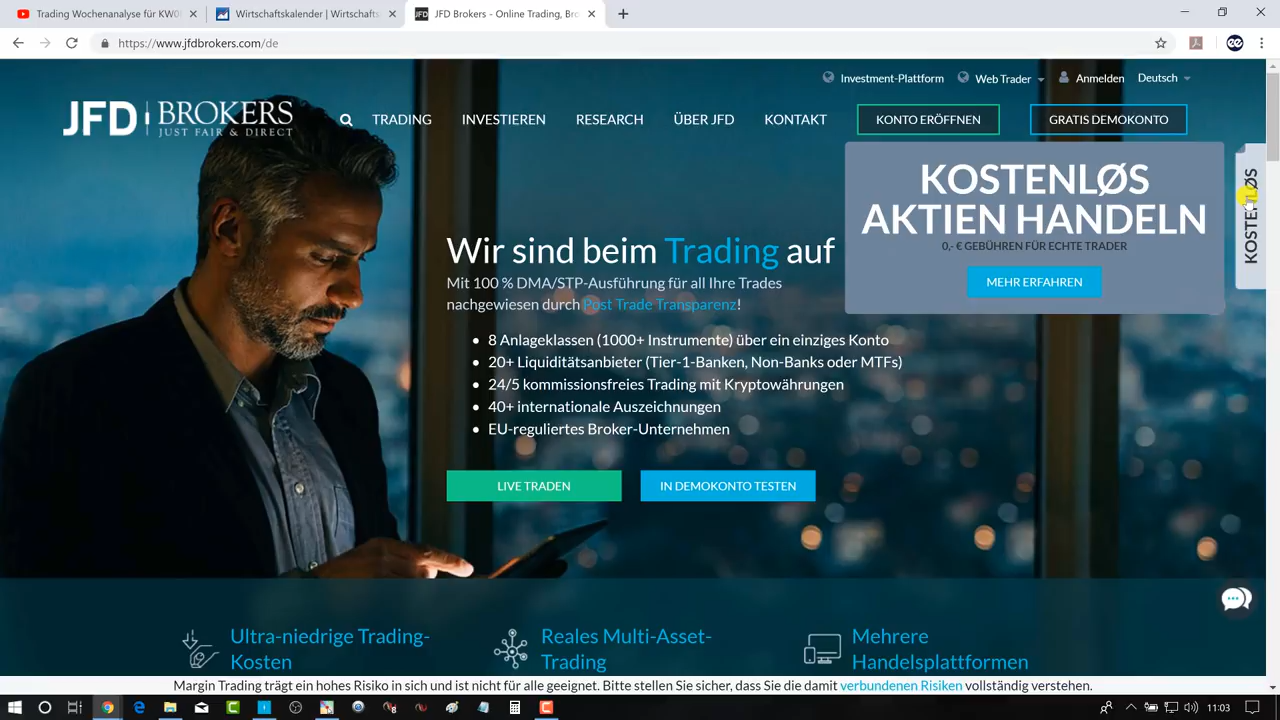 Trading Wochenanalyse für KW0
Wirtschaftskalender | Wirtschafts
JFD Brokers - Online Trading, Bro
https://www.jfdbrokers.com/de
Investment-Plattform
Web Trader
Anmelden
Deutsch
JFD BROKERS
JUST FAIR & DIRECT
TRADING
INVESTIEREN
RESEARCH
ÜBER JFD
KONTAKT
KONTO ERÖFFNEN
GRATIS DEMOKONTO
KOSTENLØS
AKTIEN HANDELN
0,- € GEBÜHREN FÜR ECHTE TRADER
MEHR ERFAHREN
KOSTENLØS
Wir sind beim Trading auf
Mit 100 % DMA/STP-Ausführung für all Ihre Trades
nachgewiesen durch Post Trade Transparenz!
• 8 Anlageklassen (1000+ Instrumente) über ein einziges Konto
• 20+ Liquiditätsanbieter (Tier-1-Banken, Non-Banks oder MTFs)
• 24/5 kommissionsfreies Trading mit Kryptowährungen
• 40+ internationale Auszeichnungen
• EU-reguliertes Broker-Unternehmen
LIVE TRADEN
IN DEMOKONTO TESTEN
Ultra-niedrige Trading-
Kosten
Reales Multi-Asset-
Trading
Mehrere
Handelsplattformen
Margin Trading trägt ein hohes Risiko in sich und ist nicht für alle geeignet. Bitte stellen Sie sicher, dass Sie die damit verbundenen Risiken vollständig verstehen.
11:03